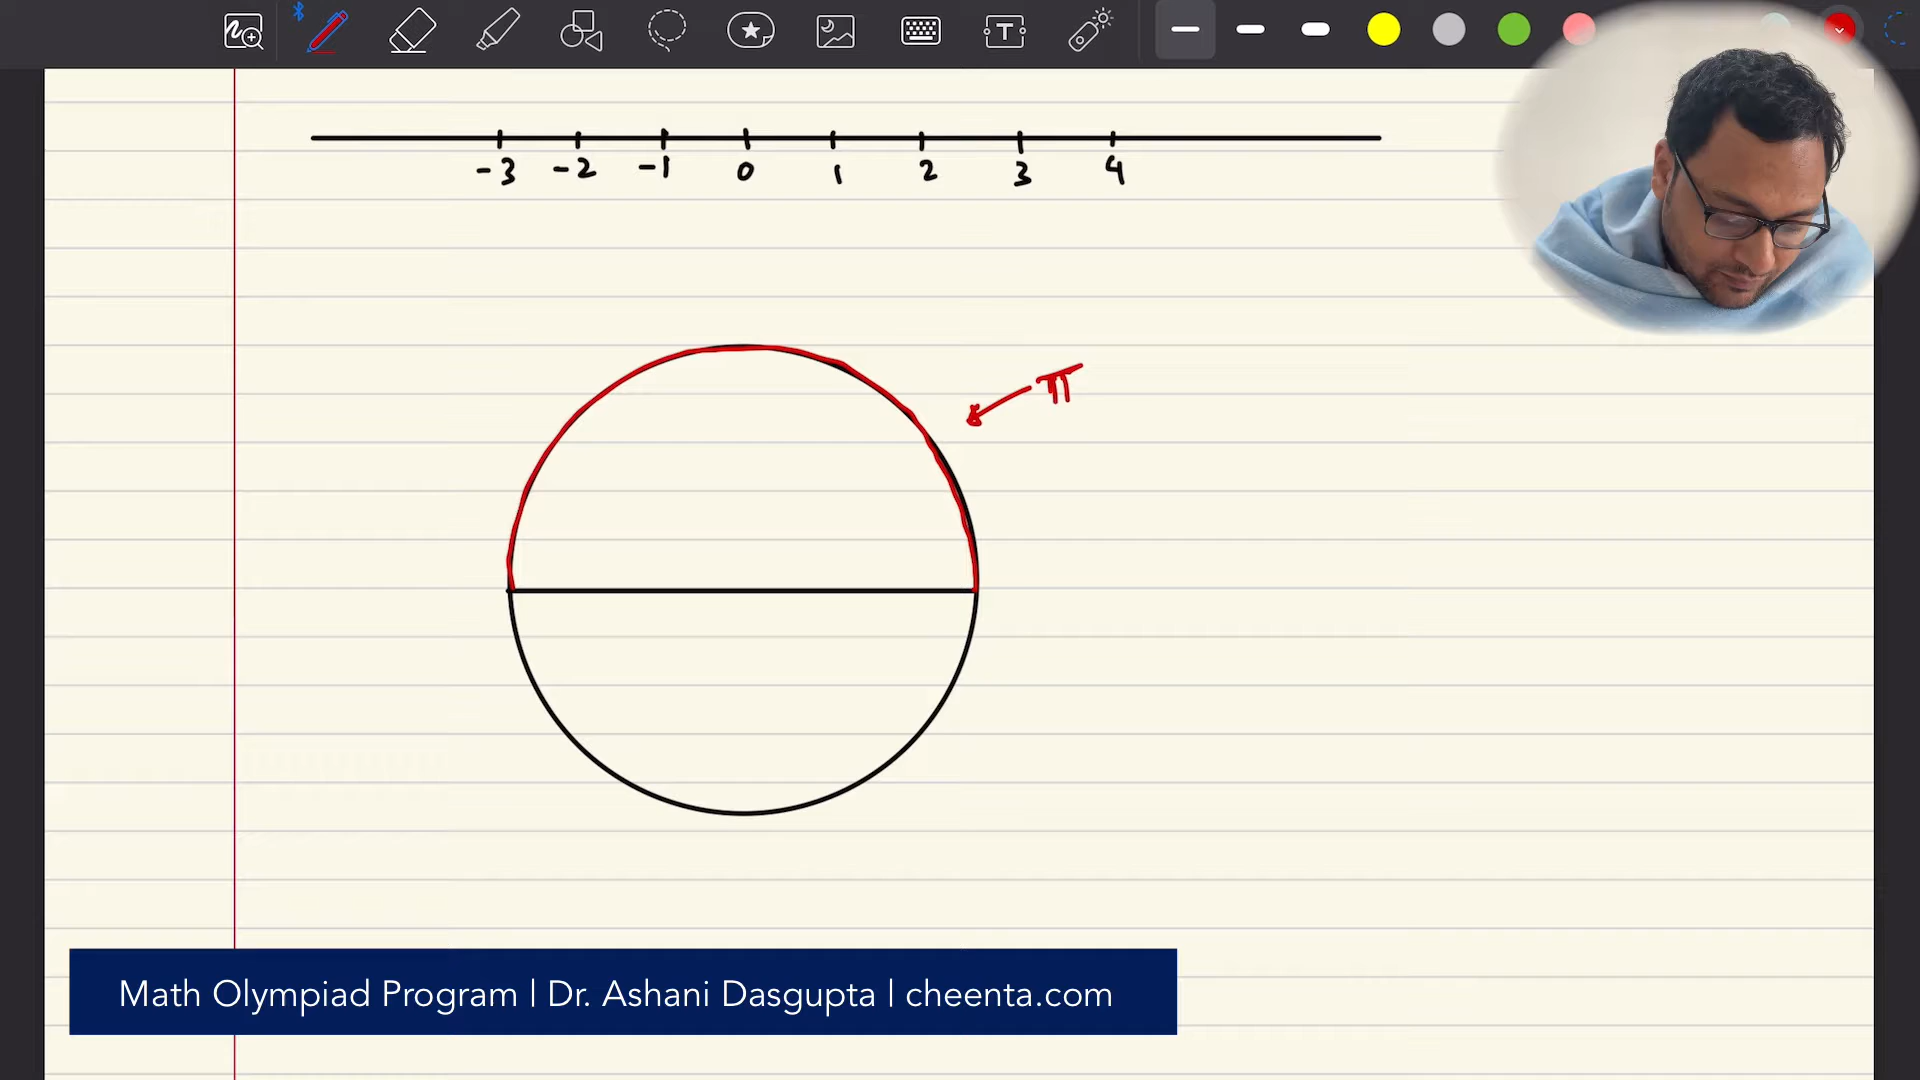 -3 -2 -1 0 1 2 3 4
π
Math Olympiad Program | Dr. Ashani Dasgupta | cheenta.com